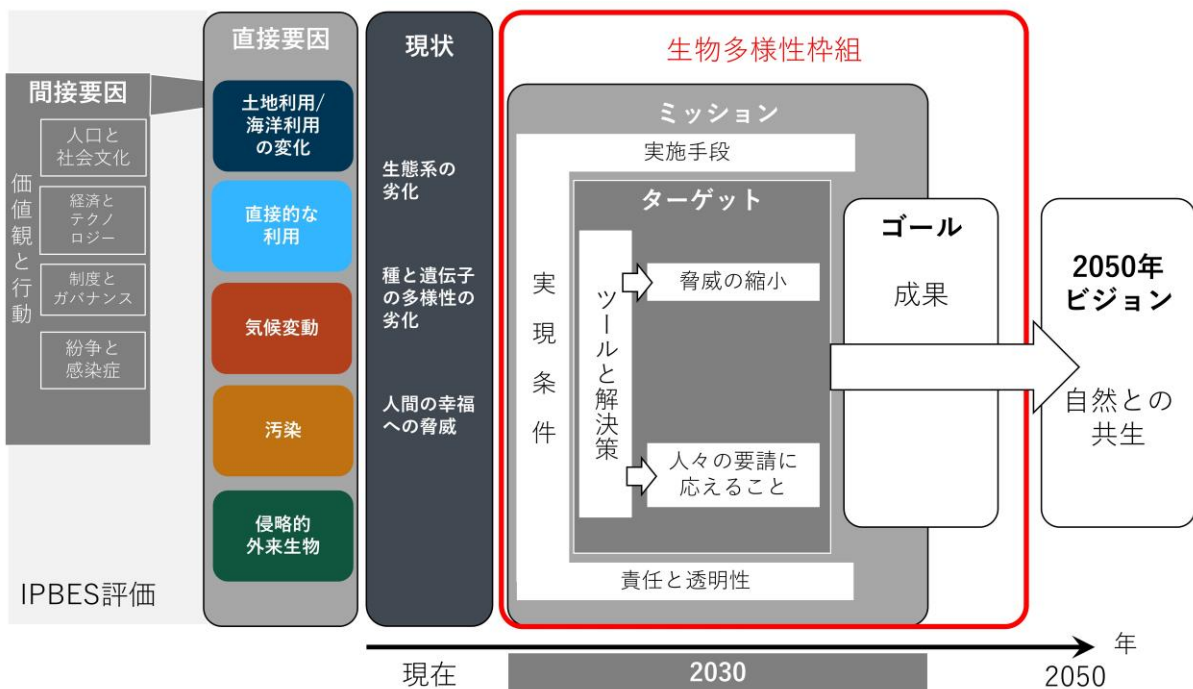 間接要因
価値観と行動
人口と
社会文化
経済と
テクノ
ロジー
制度と
ガバナンス
紛争と
感染症
IPBES評価
直接要因
土地利用/
海洋利用
の変化
直接的な
利用
気候変動
汚染
侵略的
外来生物
現状
生態系の
劣化
種と遺伝子
の多様性の
劣化
人間の幸福
への脅威
生物多様性枠組
ミッション
実施手段
実現条件
ターゲット
ツールと解決策
脅威の縮小
人々の要請に
応えること
責任と透明性
ゴール
成果
2050年
ビジョン
自然との
共生
現在
2030
2050
年